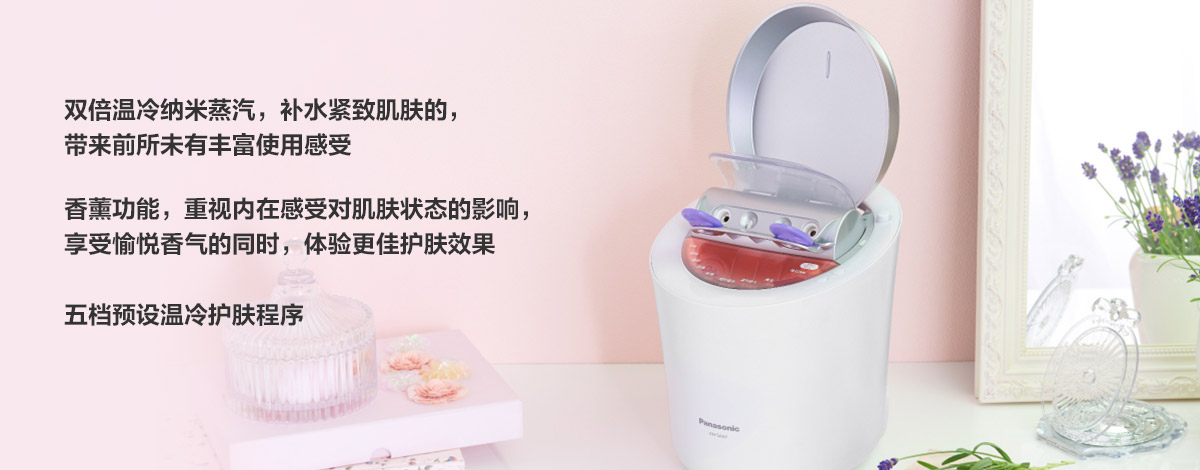 双倍温冷纳米蒸汽，补水紧致肌肤的，
带来前所未有丰富使用感受
香薰功能，重视内在感受对肌肤状态的影响，
享受愉悦香气的同时，体验更佳护肤效果
五档预设温冷护肤程序
Panasonic